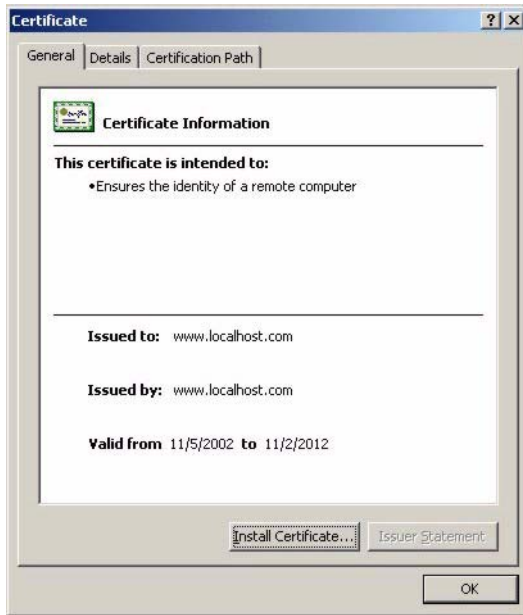 Certificate
General Details Certification Path
Certificate Information
This certificate is intended to:
•Ensures the identity of a remote computer
Issued to: www.localhost.com
Issued by: www.localhost.com
Valid from 11/5/2002 to 11/2/2012
Install Certificate... Issuer Statement
OK